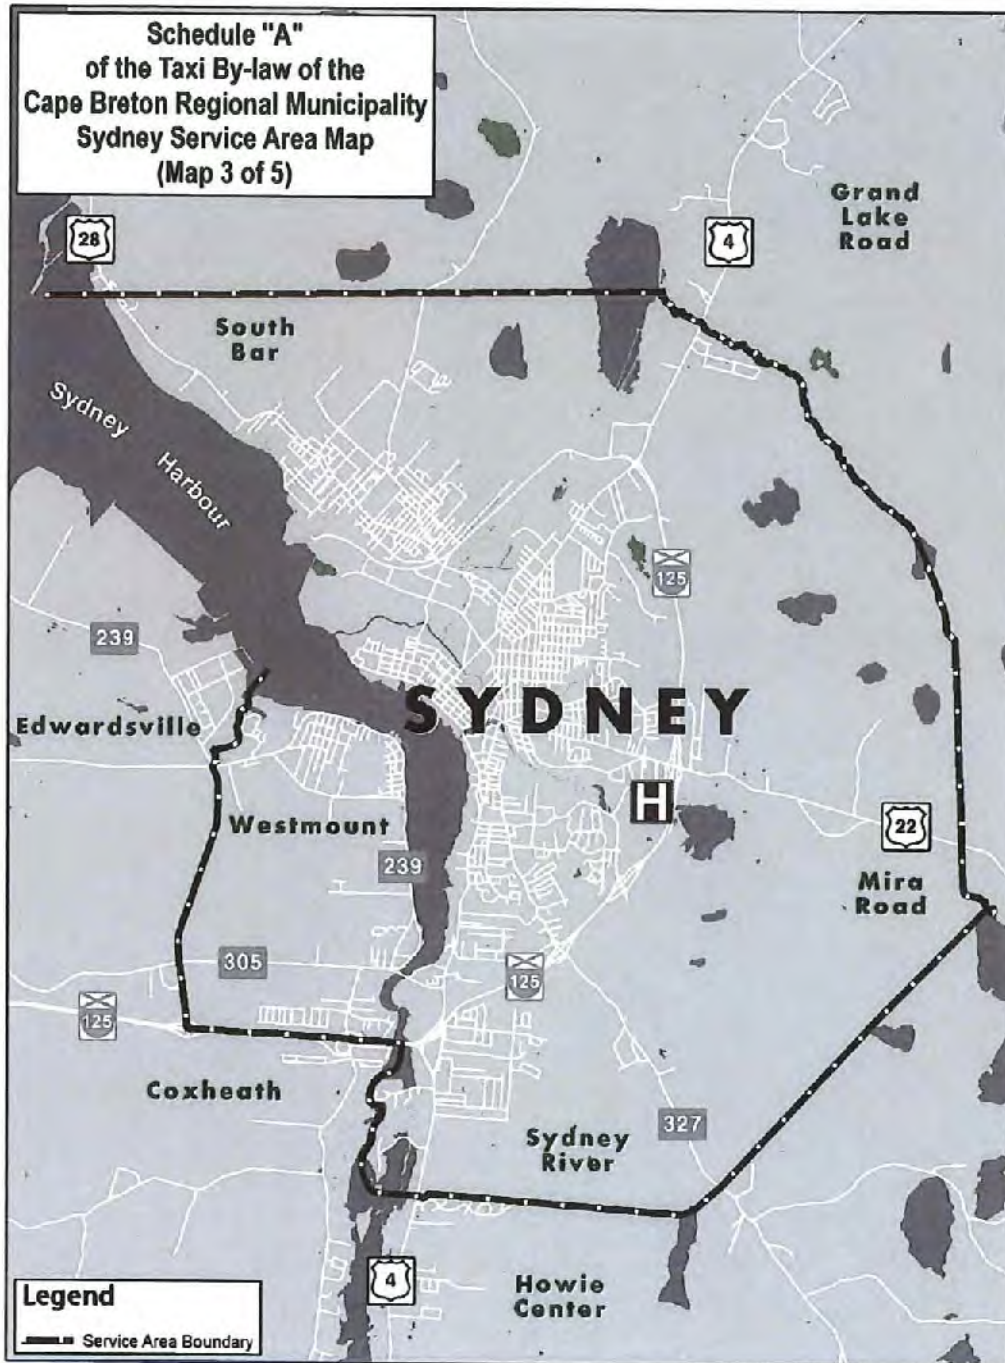 Schedule "A"
of the Taxi By-law of the
Cape Breton Regional Municipality
Sydney Service Area Map
(Map 3 of 5)
28
4
Grand
Lake
Road
South
Bar
Sydney
Harbour
125
239
SYDNEY
Edwardsville
H
22
Westmount
239
Mira
Road
305
125
125
Coxheath
327
Sydney
River
4
Howie
Center
Legend
Service Area Boundary